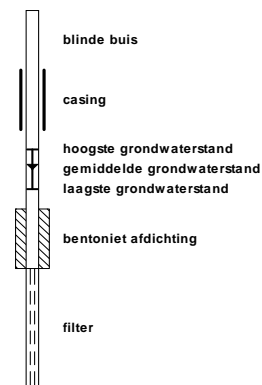 blinde buis
casing
hoogste grondwaterstand
gemiddelde grondwaterstand
laagste grondwaterstand
bentoniet afdichting
filter